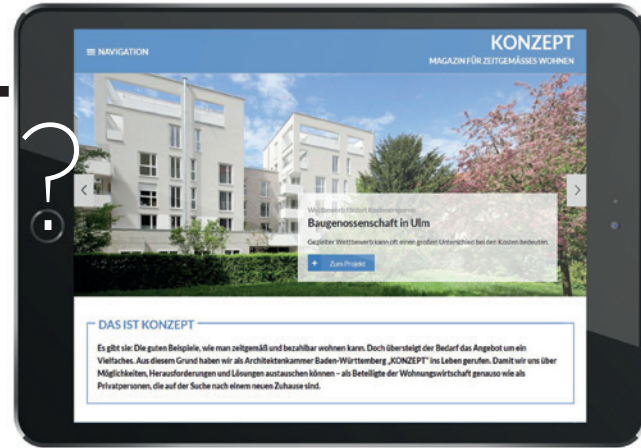 ≡ NAVIGATION
KONZEPT
MAGAZIN FÜR ZEITGEMÄSSES WOHNEN
?
Wettbewerb fördert Kostenersparnis
Baugenossenschaft in Ulm
Gezielter Wettbewerb kann oft einen großen Unterschied bei den Kosten bedeuten
+ Zum Projekt
DAS IST KONZEPT
Es gibt sie: Die guten Beispiele, wie man zeitgemäß und bezahlbar wohnen kann. Doch übersteigt der Bedarf das Angebot um ein
Vielfaches. Aus diesem Grund haben wir als Architektenkammer Baden-Württemberg „KONZEPT" ins Leben gerufen. Damit wir uns über
Möglichkeiten, Herausforderungen und Lösungen austauschen können – als Beteiligte der Wohnungswirtschaft genauso wie als
Privatpersonen, die auf der Suche nach einem neuen Zuhause sind.